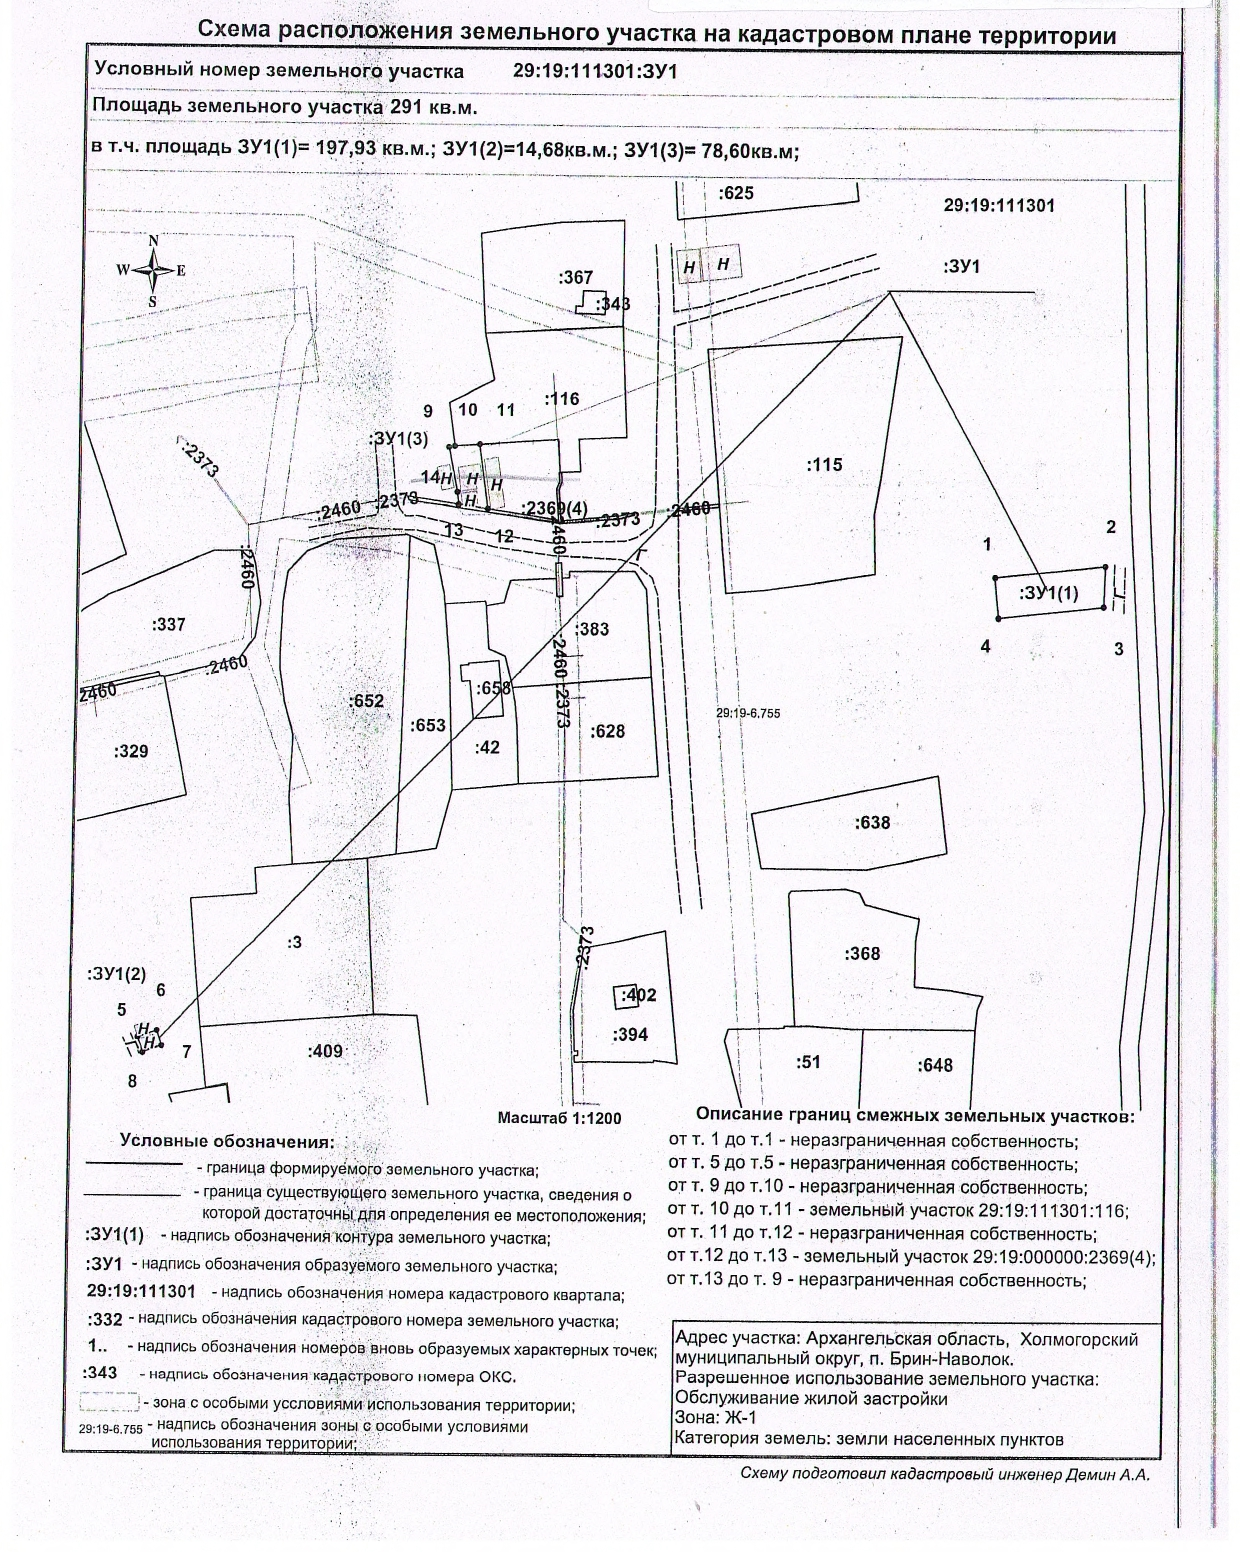 Схема расположения земельного участка на кадастровом плане территории
Условный номер земельного участка 29:19:111301:ЗУ1
Площадь земельного участка 291 кв.м.
в т.ч. площадь ЗУ1(1)= 197,93 кв.м.; ЗУ1(2)=14,68кв.м.; ЗУ1(3)= 78,60кв.м;
:625
29:19:111301
N
W E
S
Н Н
:ЗУ1
:367
:343
:116
9 10 11
:ЗУ1(3)
:2373
14 Н Н Н
Н
:115
:2460 :2373 :2369(4) :2373 :2460
13 12
:2460
Г
:2460
1 2
:ЗУ1(1)
Г
4 3
:337
:383
:2460
:2460
2460
:2373
:658
:652
:653
:628
:42
:329
29:19-6.755
:638
:3
:2373
:368
:ЗУ1(2)
6
5
Н
Н
7
8
:402
:394
:409
:51
:648
Масштаб 1:1200
Условные обозначения:
- граница формируемого земельного участка;
- граница существующего земельного участка, сведения о
которой достаточны для определения ее местоположения;
:ЗУ1(1) - надпись обозначения контура земельного участка;
:ЗУ1 - надпись обозначения образуемого земельного участка;
29:19:111301 - надпись обозначения номера кадастрового квартала;
:332 - надпись обозначения кадастрового номера земельного участка;
1.. - надпись обозначения номеров вновь образуемых характерных точек;
:343 - надпись обозначения кадастрового номера ОКС.
- зона с особыми усслoвиями использования территории;
29:19-6.755 - надпись обозначения зоны с особыми условиями
использования территории;
Описание границ смежных земельных участков:
от т. 1 до т.1 - неразграниченная собственность;
от т. 5 до т.5 - неразграниченная собственность;
от т. 9 до т.10 - неразграниченная собственность;
от т. 10 до т.11 - земельный участок 29:19:111301:116;
от т. 11 до т.12 - неразграниченная собственность;
от т.12 до т.13 - земельный участок 29:19:000000:2369(4);
от т.13 до т. 9 - неразграниченная собственность;
Адрес участка: Архангельская область, Холмогорский
муниципальный округ, п. Брин-Наволок.
Разрешенное использование земельного участка:
Обслуживание жилой застройки
Зона: Ж-1
Категория земель: земли населенных пунктов
Схему подготовил кадастровый инженер Демин А.А.